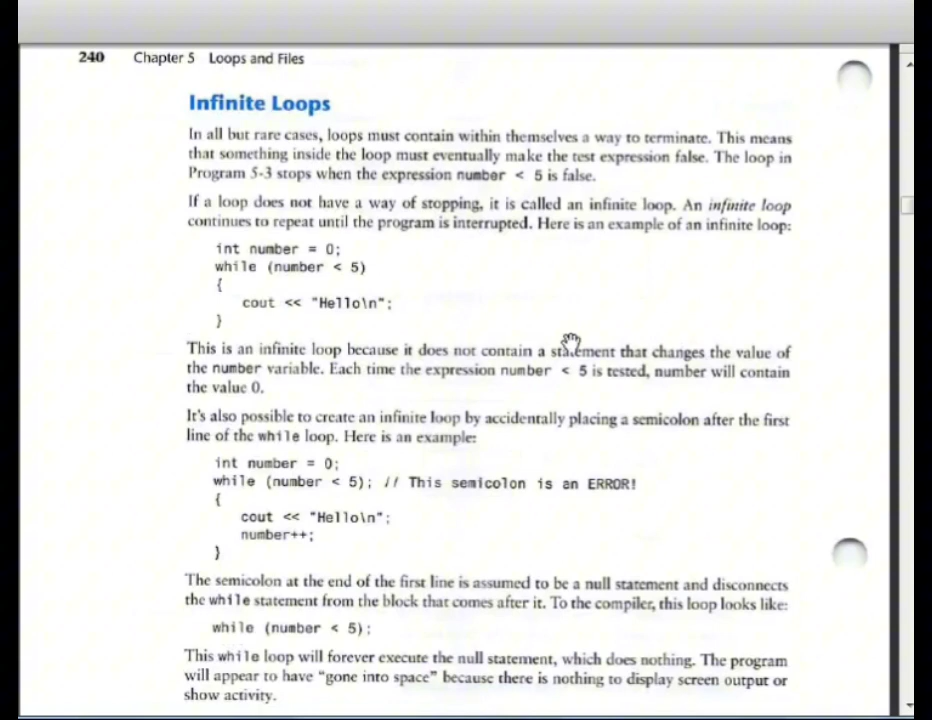 240 Chapter 5 Loops and Files
Infinite Loops
In all but rare cases, loops must contain within themselves a way to terminate. This means
that something inside the loop must eventually make the test expression false. The loop in
Program 5-3 stops when the expression number < 5 is false.
If a loop does not have a way of stopping, it is called an infinite loop. An infinite loop
continues to repeat until the program is interrupted. Here is an example of an infinite loop:
int number = 0;
while (number < 5)
{
cout << "Hello\n";
}
This is an infinite loop because it does not contain a statement that changes the value of
the number variable. Each time the expression number < 5 is tested, number will contain
the value 0.
It's also possible to create an infinite loop by accidentally placing a semicolon after the first
line of the while loop. Here is an example:
int number = 0;
while (number < 5); // This semicolon is an ERROR!
{
cout << "Hello\n";
number++;
}
The semicolon at the end of the first line is assumed to be a null statement and disconnects
the while statement from the block that comes after it. To the compiler, this loop looks like:
while (number < 5);
This while loop will forever execute the null statement, which does nothing. The program
will appear to have "gone into space" because there is nothing to display screen output or
show activity.